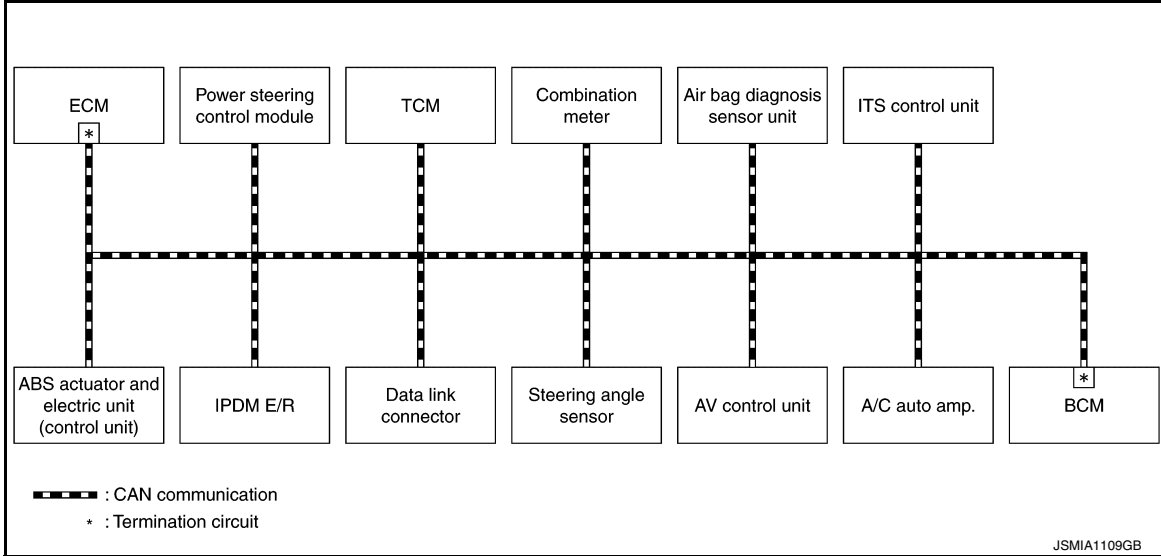 ECM
*
Power steering
control module
TCM
Combination
meter
Air bag diagnosis
sensor unit
ITS control unit
ABS actuator and
electric unit
(control unit)
IPDM E/R
Data link
connector
Steering angle
sensor
AV control unit
A/C auto amp.
*
BCM
: CAN communication
* : Termination circuit
JSMIA1109GB